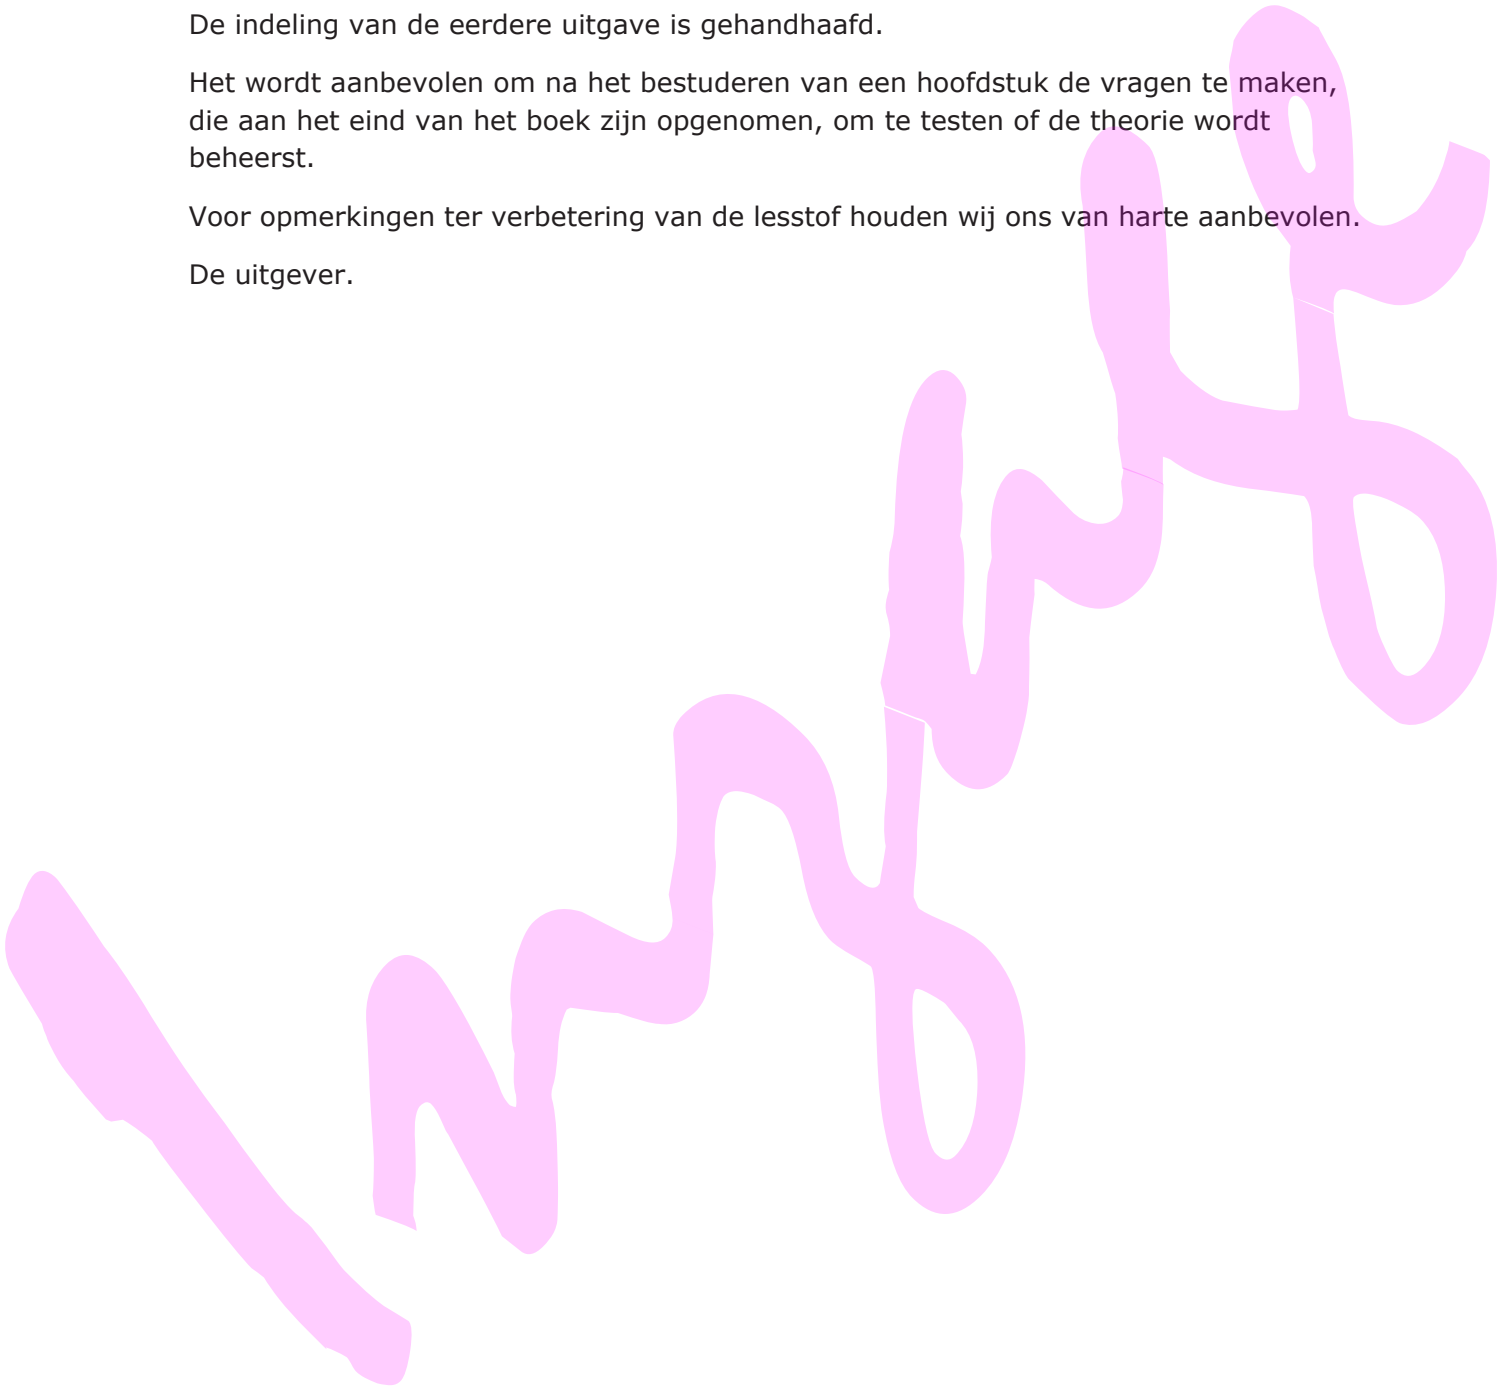 De indeling van de eerdere uitgave is gehandhaafd.
Het wordt aanbevolen om na het bestuderen van een hoofdstuk de vragen te maken,
die aan het eind van het boek zijn opgenomen, om te testen of de theorie wordt
beheerst.
Voor opmerkingen ter verbetering van de lesstof houden wij ons van harte aanbevolen.
De uitgever.